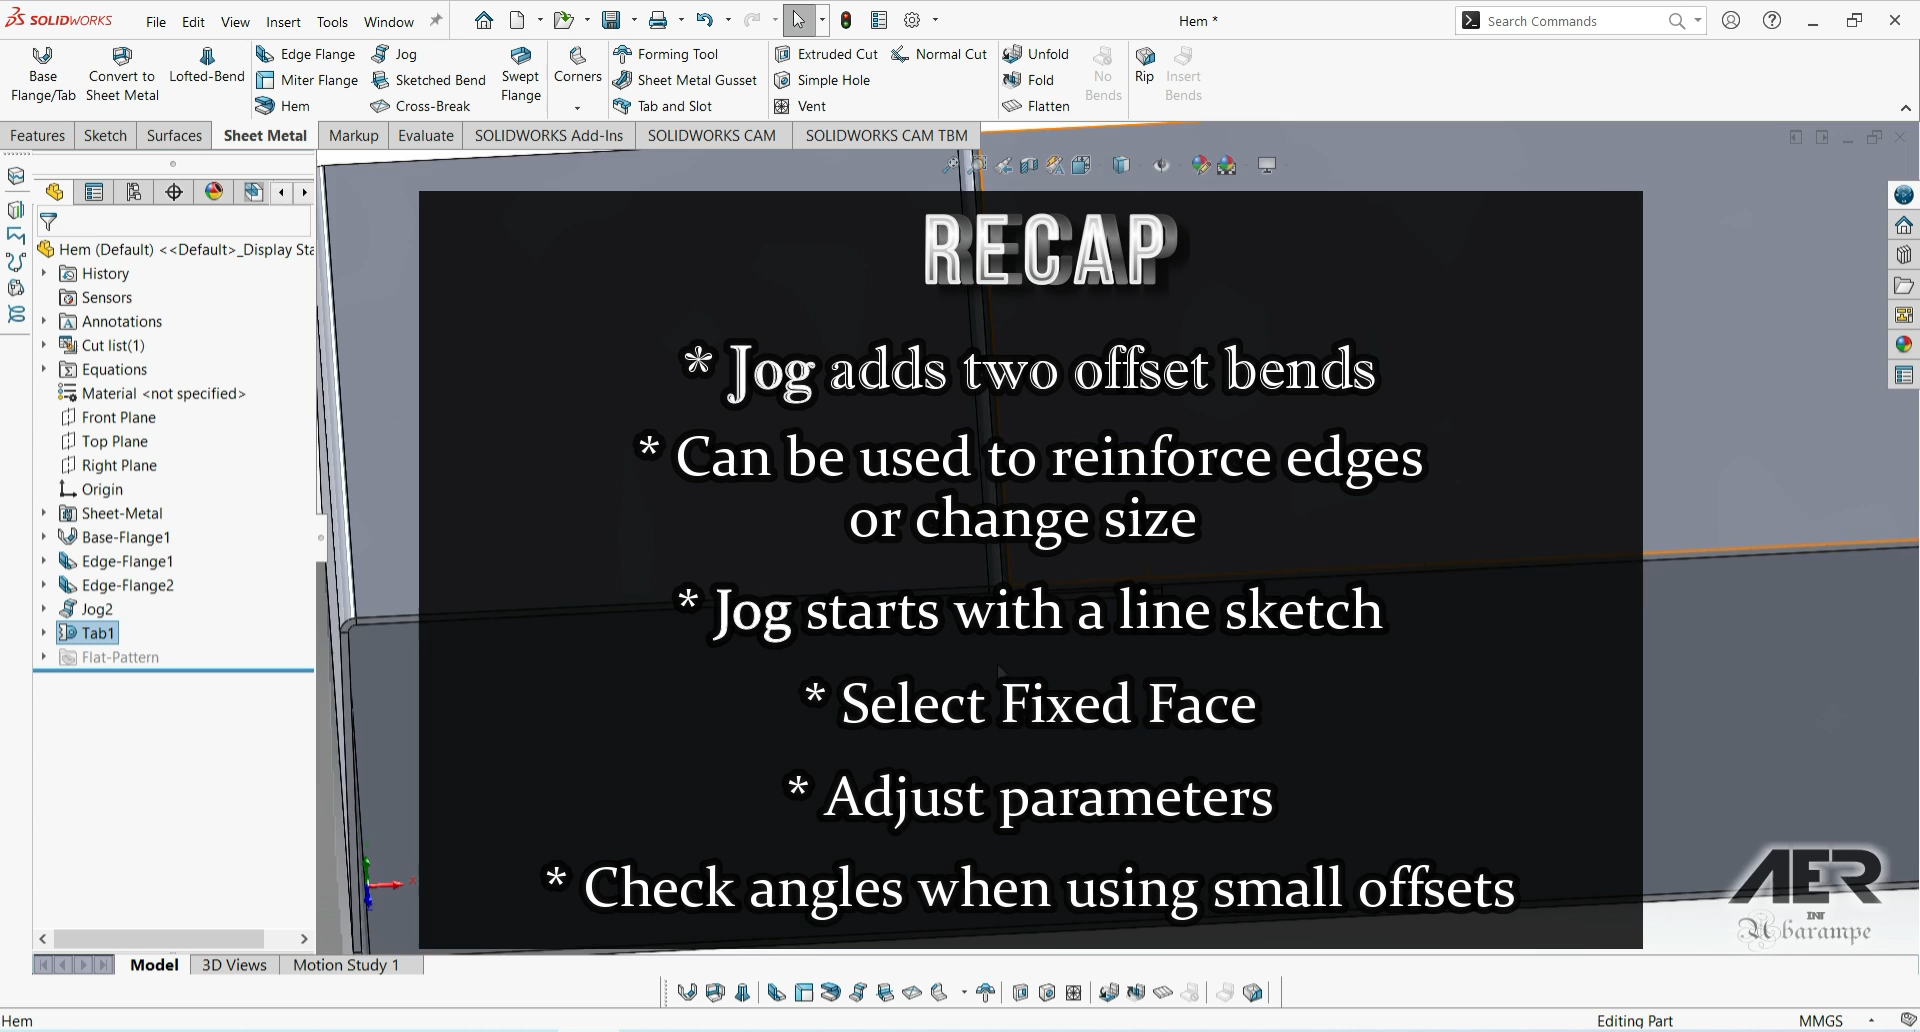 SOLIDWORKS File Edit View Insert Tools Window Hem * Search Commands
Base Flange/Tab
Convert to Sheet Metal
Lofted-Bend
Edge Flange
Miter Flange
Hem
Jog
Sketched Bend
Cross-Break
Swept Flange
Corners
Forming Tool
Sheet Metal Gusset
Tab and Slot
Extruded Cut
Simple Hole
Vent
Normal Cut
Unfold
Fold
Flatten
No Bends
Rip
Insert Bends
Features Sketch Surfaces Sheet Metal Markup Evaluate SOLIDWORKS Add-Ins SOLIDWORKS CAM SOLIDWORKS CAM TBM
Hem (Default) <<Default>_Display Sta
History
Sensors
Annotations
Cut list(1)
Equations
Material <not specified>
Front Plane
Top Plane
Right Plane
Origin
Sheet-Metal
Base-Flange1
Edge-Flange1
Edge-Flange2
Jog2
Tab1
Flat-Pattern
RECAP
* Jog adds two offset bends
* Can be used to reinforce edges
or change size
* Jog starts with a line sketch
* Select Fixed Face
* Adjust parameters
* Check angles when using small offsets
AER
INT
Abarampe
Model 3D Views Motion Study 1
Hem Editing Part MMGS